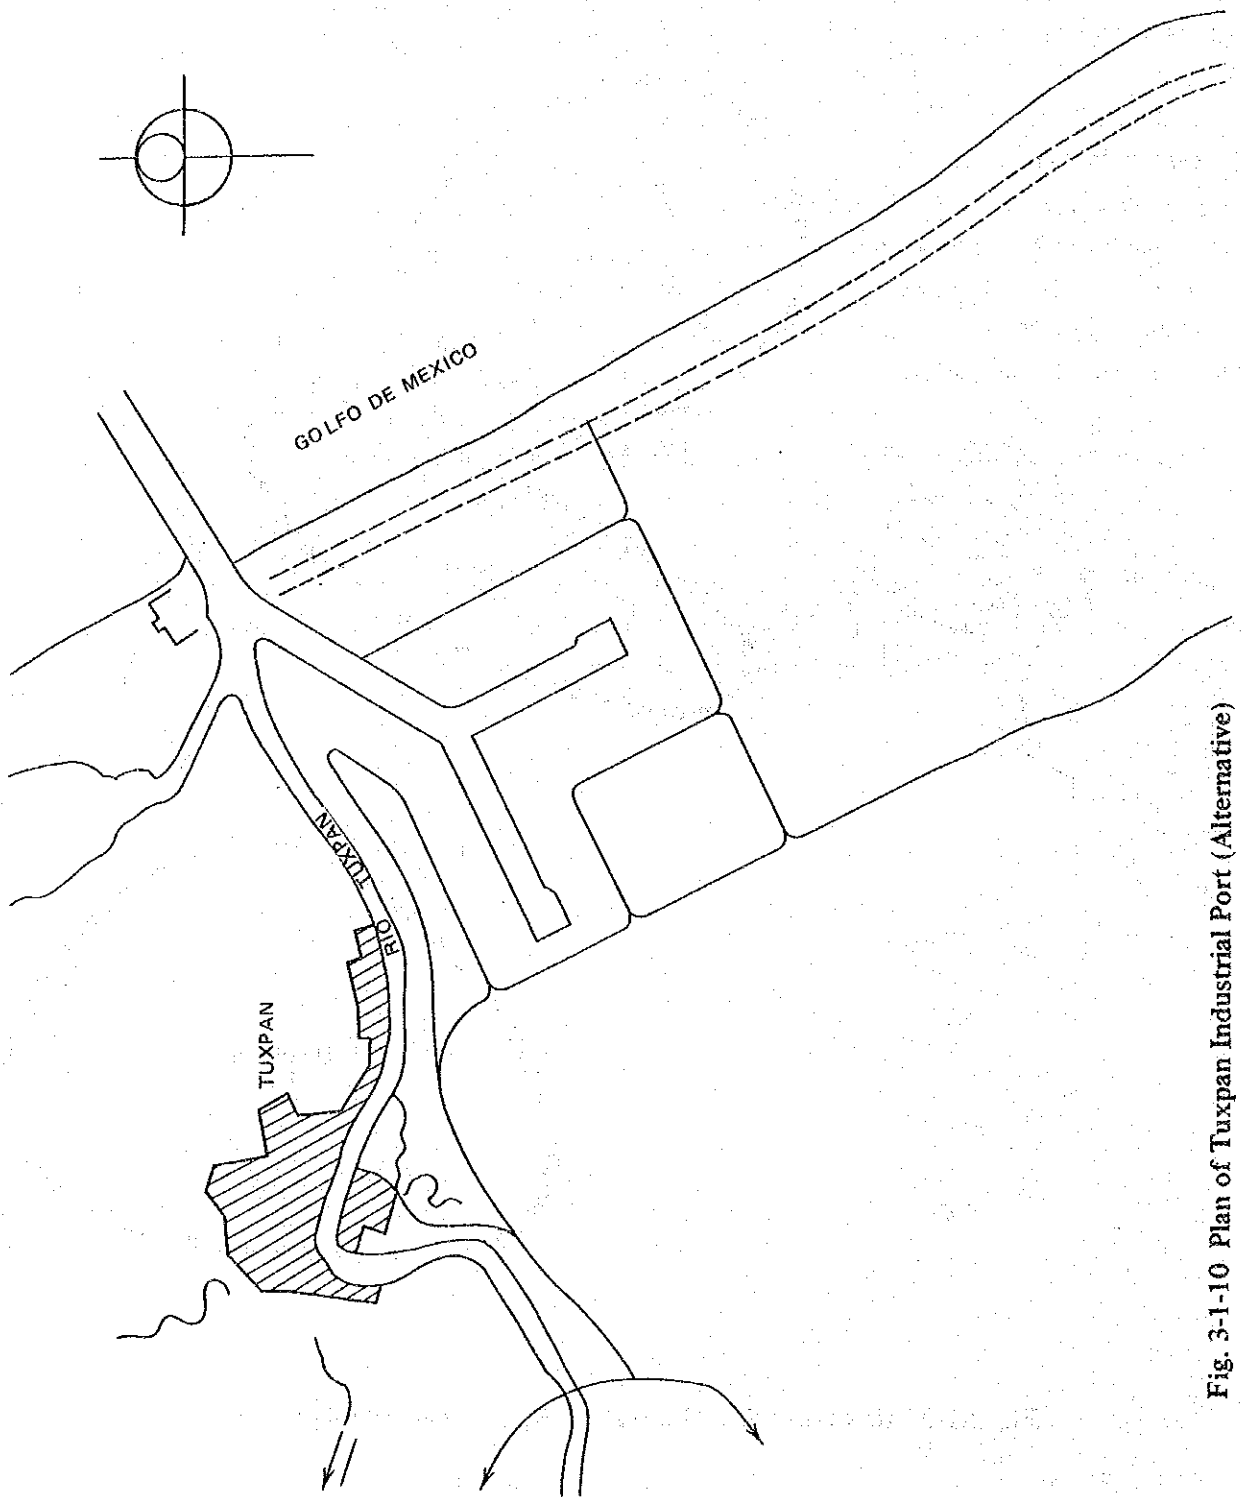 GOLFO DE MEXICO
RIO TUXPAN
TUXPAN
Fig. 3-1-10 Plan of Tuxpan Industrial Port (Alternative)